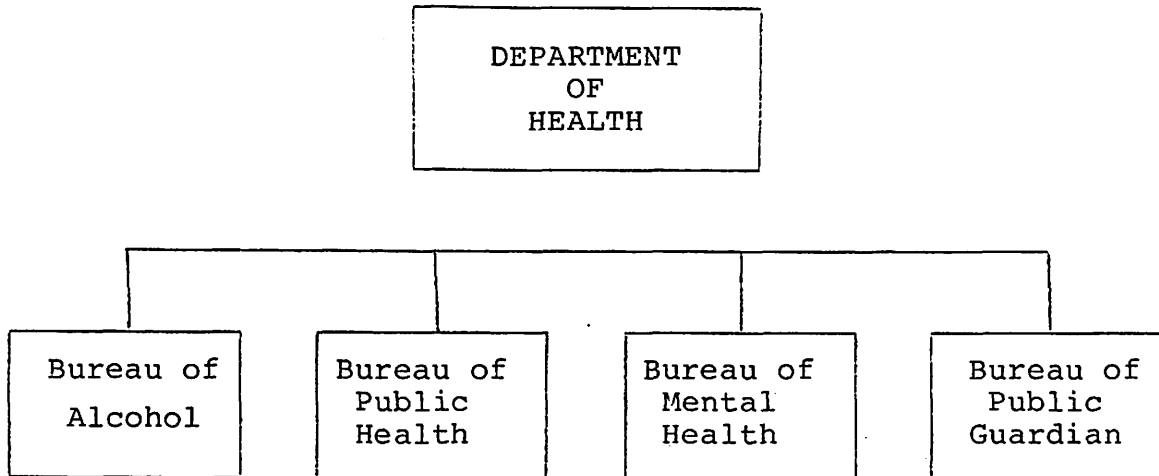 DEPARTMENT
OF
HEALTH
Bureau of
Alcohol
Bureau of
Public
Health
Bureau of
Mental
Health
Bureau of
Public
Guardian